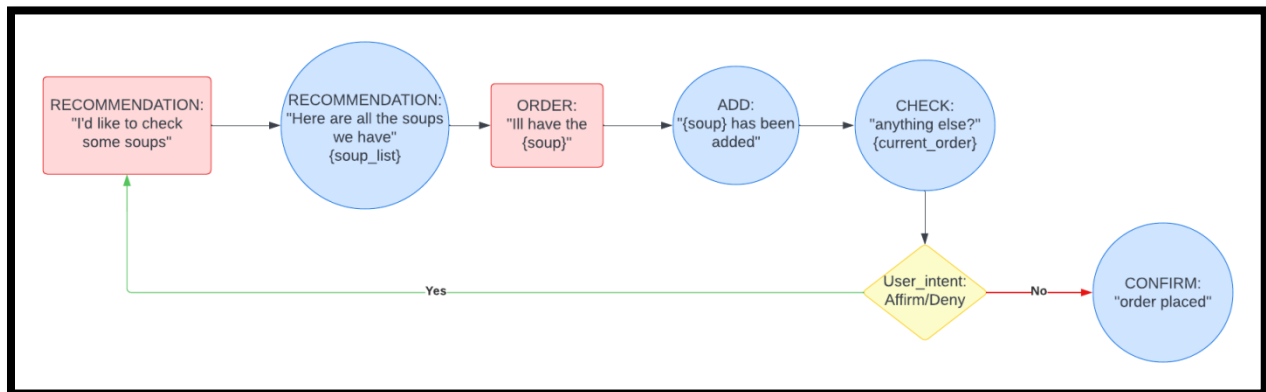 RECOMMENDATION:
"I'd like to check
some soups"
RECOMMENDATION:
"Here are all the soups
we have"
{soup_list}
ORDER:
"Ill have the
{soup}"
ADD:
"{soup} has been
added"
CHECK:
"anything else?"
{current_order}
User_intent:
Affirm/Deny
Yes
No
CONFIRM:
"order placed"